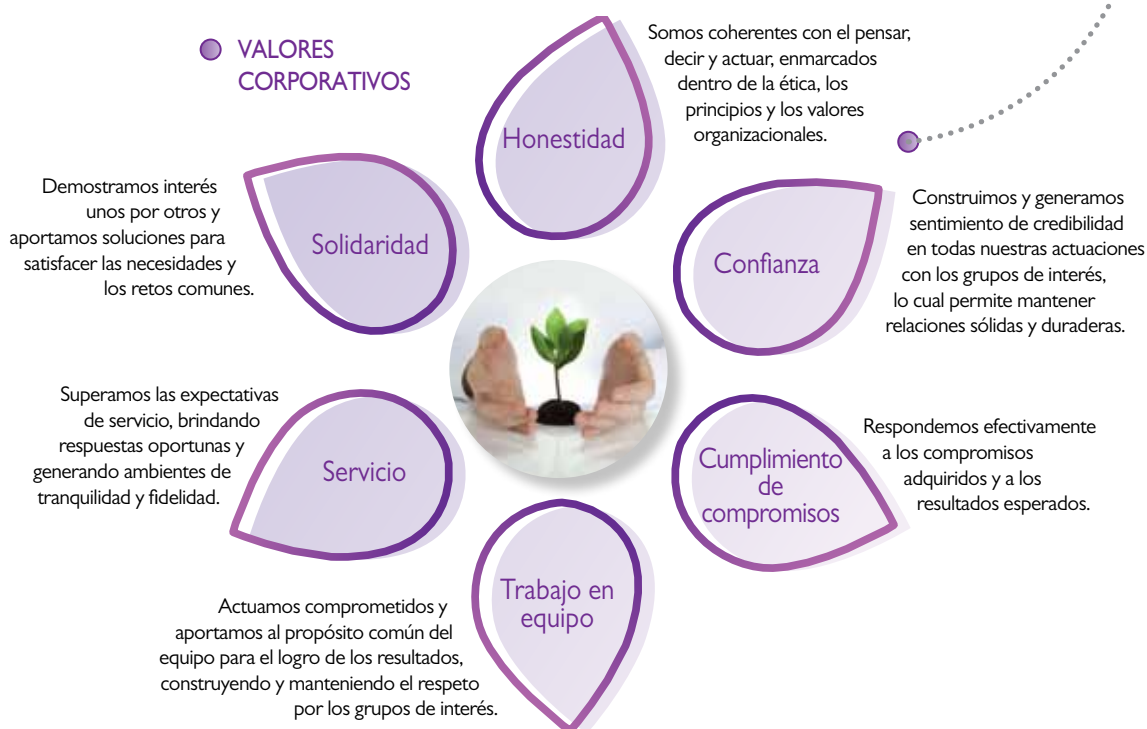 VALORES
CORPORATIVOS
Honestidad
Somos coherentes con el pensar,
decir y actuar, enmarcados
dentro de la ética, los
principios y los valores
organizacionales.
Confianza
Construimos y generamos
sentimiento de credibilidad
en todas nuestras actuaciones
con los grupos de interés,
lo cual permite mantener
relaciones sólidas y duraderas.
Cumplimiento
de
compromisos
Respondemos efectivamente
a los compromisos
adquiridos y a los
resultados esperados.
Trabajo en
equipo
Actuamos comprometidos y
aportamos al propósito común del
equipo para el logro de los resultados,
construyendo y manteniendo el respeto
por los grupos de interés.
Servicio
Superamos las expectativas
de servicio, brindando
respuestas oportunas y
generando ambientes de
tranquilidad y fidelidad.
Solidaridad
Demostramos interés
unos por otros y
aportamos soluciones para
satisfacer las necesidades y
los retos comunes.